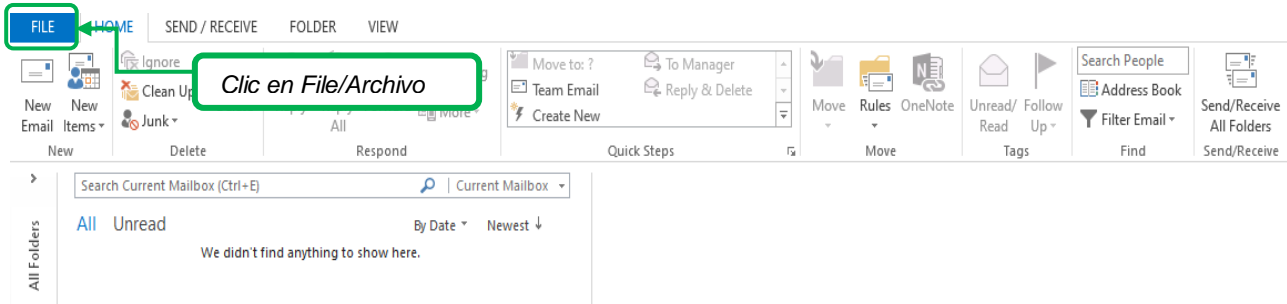 FILE HOME SEND / RECEIVE FOLDER VIEW
Ignore
Clean Up
Junk
New Email
New Items
Clic en File/Archivo
All
More
Move to: ?
Team Email
Create New
To Manager
Reply & Delete
Move
Rules
OneNote
Unread/ Read
Follow Up
Search People
Address Book
Filter Email
Send/Receive All Folders
New Delete Respond Quick Steps Move Tags Find Send/Receive
Search Current Mailbox (Ctrl+E) Current Mailbox
All Unread By Date Newest
We didn't find anything to show here.
All Folders